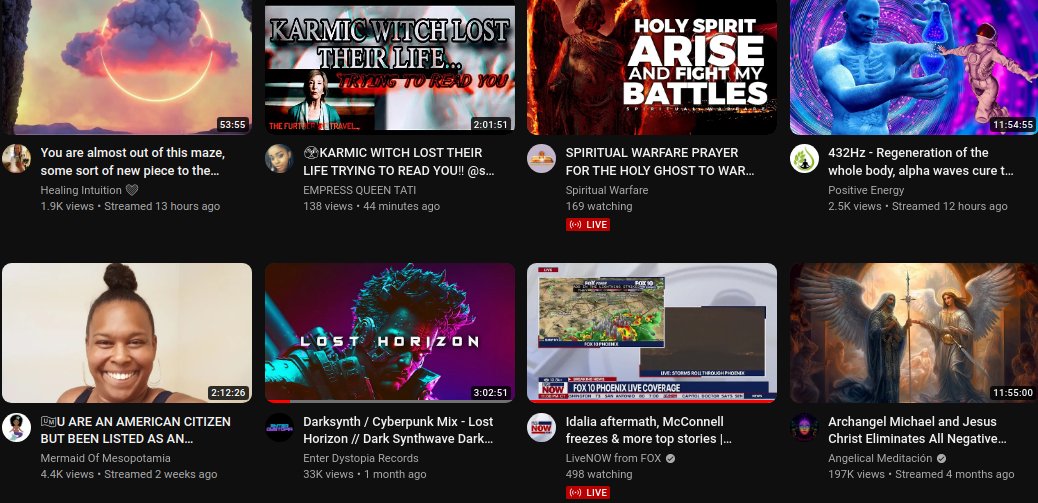 KARMIC WITCH LOST
THEIR LIFE...
TRYING TO READ YOU
HOLY SPIRIT
ARISE
AND FIGHT MY
BATTLES
SPIRITUAL WARFARE
53:55
2:01:51
11:54:55
You are almost out of this maze,
some sort of new piece to the...
Healing Intuition
1.9K views • Streamed 13 hours ago
KARMIC WITCH LOST THEIR
LIFE TRYING TO READ YOU!! @s...
EMPRESS QUEEN TATI
138 views • 44 minutes ago
SPIRITUAL WARFARE PRAYER
FOR THE HOLY GHOST TO WAR...
Spiritual Warfare
169 watching
LIVE
432Hz - Regeneration of the
whole body, alpha waves cure t...
Positive Energy
2.5K views • Streamed 12 hours ago
2:12:26
U ARE AN AMERICAN CITIZEN
BUT BEEN LISTED AS AN...
Mermaid Of Mesopotamia
4.4K views • Streamed 2 weeks ago
LOST HORIZON
3:02:51
Darksynth / Cyberpunk Mix - Lost
Horizon // Dark Synthwave Dark...
Enter Dystopia Records
33K views • 1 month ago
LIVE
FOX 10
FOX 10 PHOENIX
LIVE: STORMS ROLL THROUGH PHOENIX
NOW
FOX 10 PHOENIX LIVE COVERAGE
Idalia aftermath, McConnell
freezes & more top stories |...
LiveNOW from FOX
498 watching
LIVE
11:55:00
Archangel Michael and Jesus
Christ Eliminates All Negative...
Angelical Meditación
197K views • Streamed 4 months ago